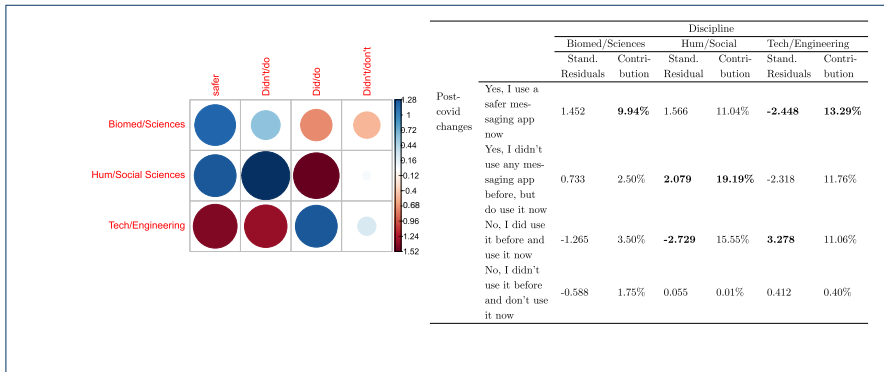 safer
Didn't/do
Did/do
Didn't/don't
Biomed/Sciences
Hum/Social Sciences
Tech/Engineering
1.28
1
0.72
0.44
0.16
-0.12
-0.4
-0.68
-0.96
-1.24
-1.52
Discipline
Biomed/Sciences Hum/Social Tech/Engineering
Stand. Contri- Stand. Contri- Stand. Contri-
Residuals bution Residual bution Residuals bution
Post-
covid
changes
Yes, I use a
safer mes-
saging app
now
1.452 9.94% 1.566 11.04% -2.448 13.29%
Yes, I didn't
use any mes-
saging app
before, but
do use it now
0.733 2.50% 2.079 19.19% -2.318 11.76%
No, I did use
it before and
use it now
-1.265 3.50% -2.729 15.55% 3.278 11.06%
No, I didn't
use it before
and don't use
it now
-0.588 1.75% 0.055 0.01% 0.412 0.40%